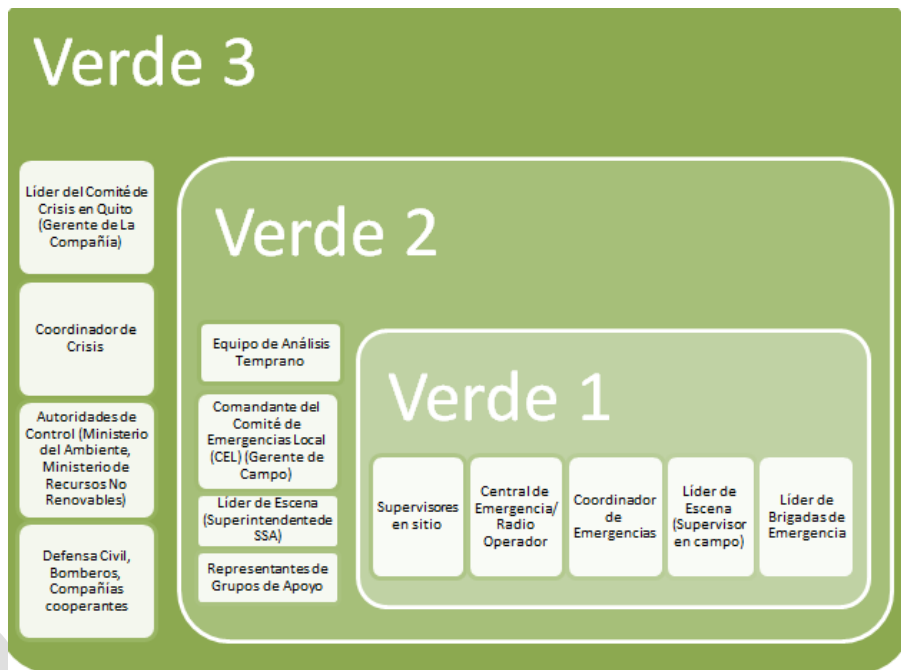 Verde 3
Líder del Comité de
Crisis en Quito
(Gerente de La
Compañía)
Coordinador de
Crisis
Autoridades de
Control (Ministerio
del Ambiente,
Ministerio de
Recursos No
Renovables)
Defensa Civil,
Bomberos,
Compañías
cooperantes
Verde 2
Equipo de Análisis
Temprano
Comandante del
Comité de
Emergencias Local
(CEL) (Gerente de
Campo)
Líder de Escena
(Superintendente de
SSA)
Representantes de
Grupos de Apoyo
Verde 1
Supervisores
en sitio
Central de
Emergencia/
Radio
Operador
Coordinador
de
Emergencias
Líder de
Escena
(Supervisor
en campo)
Líder de
Brigadas de
Emergencia